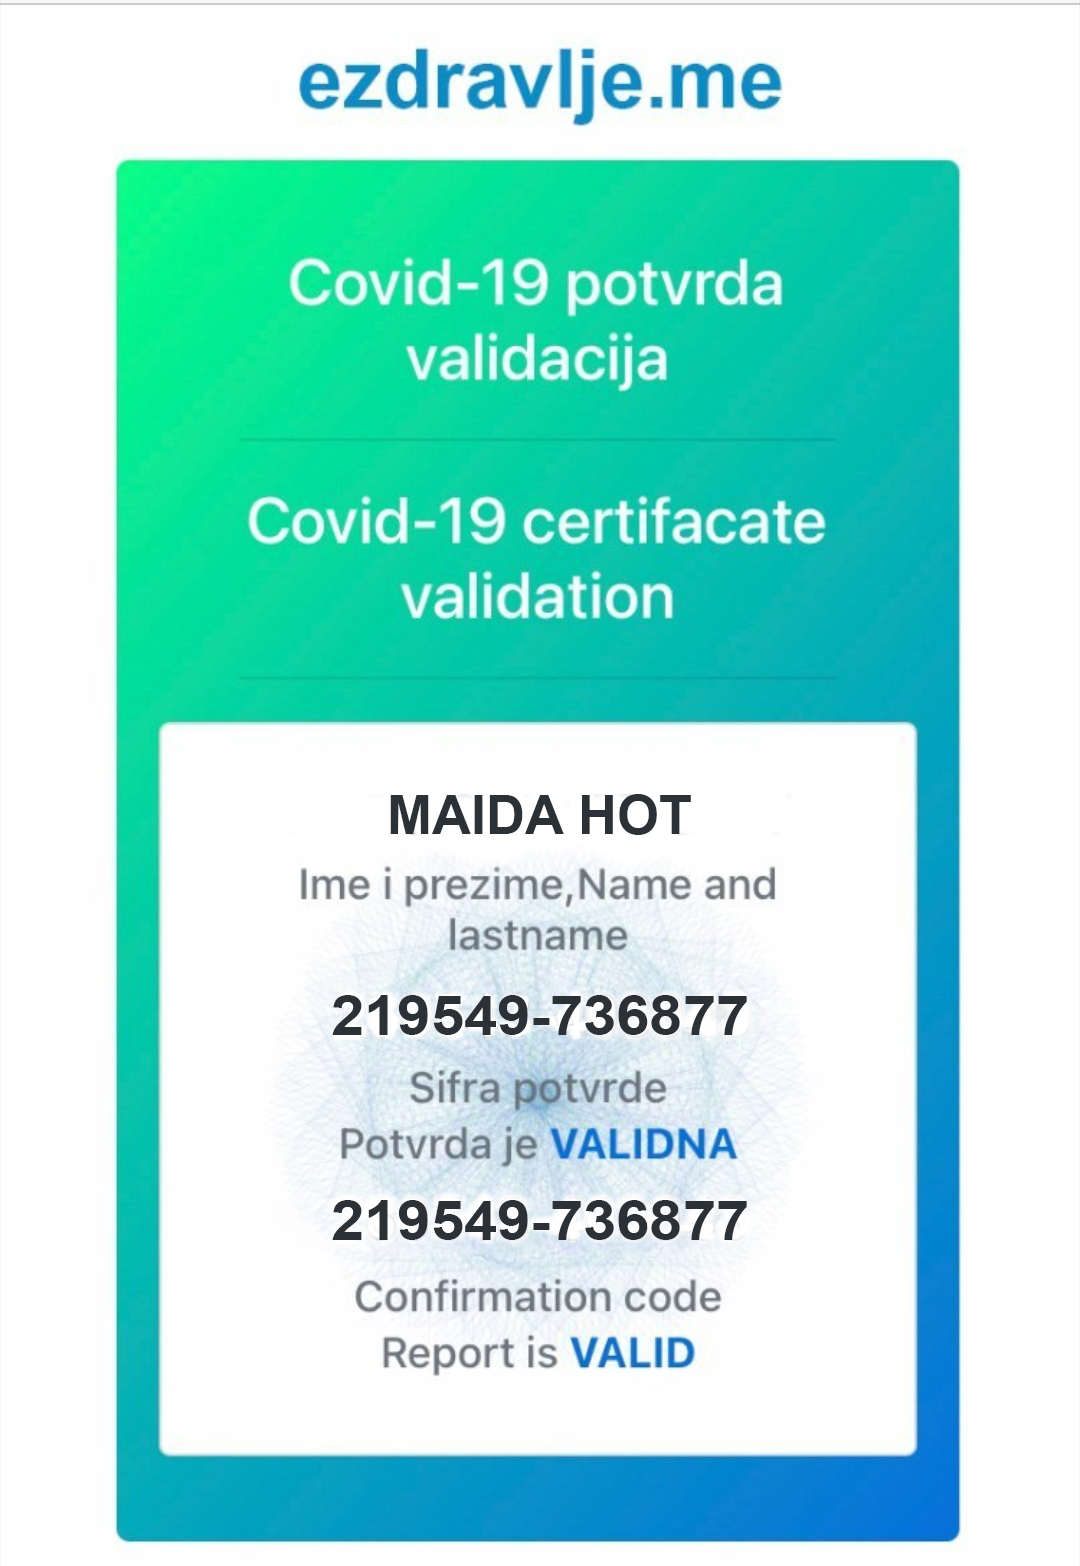 ezdravlje.me
Covid-19 potvrda
validacija
Covid-19 certifacate
validation
MAIDA HOT
Ime i prezime,Name and
lastname
219549-736877
Sifra potvrde
Potvrda je VALIDNA
219549-736877
Confirmation code
Report is VALID